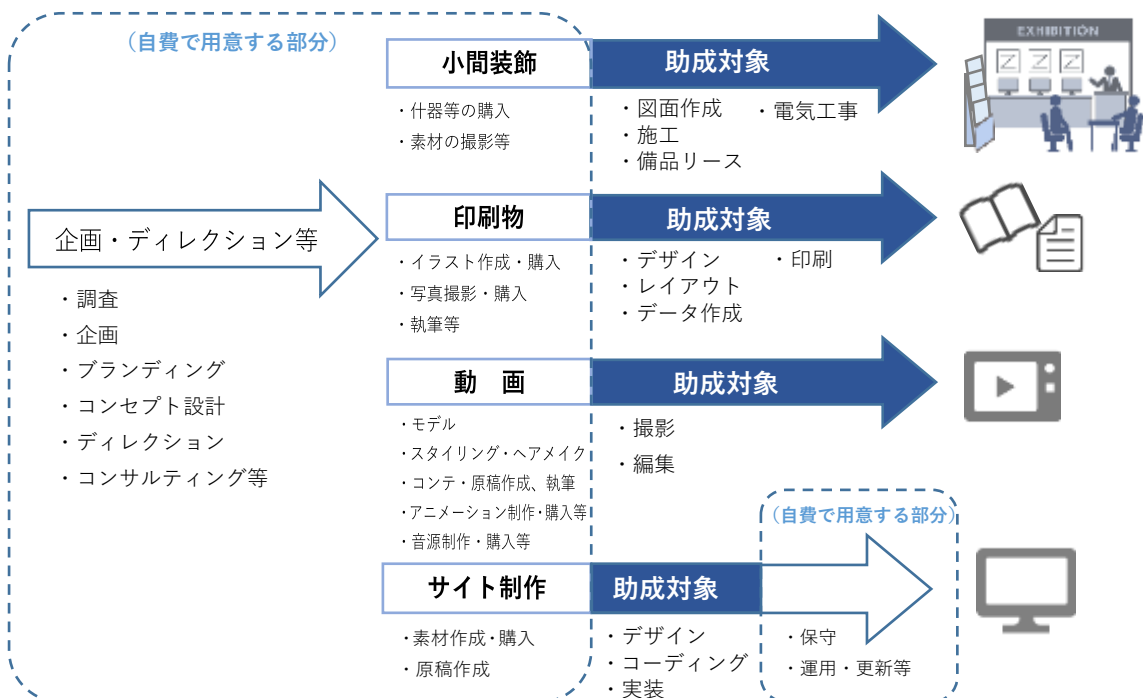 （自費で用意する部分）
企画・ディレクション等
・調査
・企画
・ブランディング
・コンセプト設計
・ディレクション
・コンサルティング等
小間装飾
・什器等の購入
・素材の撮影等
助成対象
・図面作成
・施工
・備品リース
・電気工事
EXHIBITION
印刷物
・イラスト作成・購入
・写真撮影・購入
・執筆等
助成対象
・デザイン
・レイアウト
・データ作成
・印刷
動　画
・モデル
・スタイリング・ヘアメイク
・コンテ・原稿作成、執筆
・アニメーション制作・購入等
・音源制作・購入等
助成対象
・撮影
・編集
サイト制作
・素材作成・購入
・原稿作成
助成対象
・デザイン
・コーディング
・実装
（自費で用意する部分）
・保守
・運用・更新等